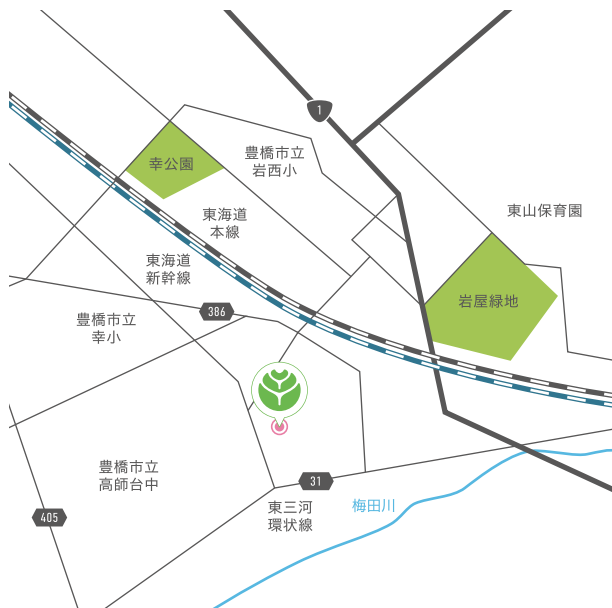 1
幸公園
豊橋市立
岩西小
東海道
本線
東山保育園
東海道
新幹線
岩屋緑地
386
豊橋市立
幸小
豊橋市立
高師台中
31
東三河
環状線
梅田川
405